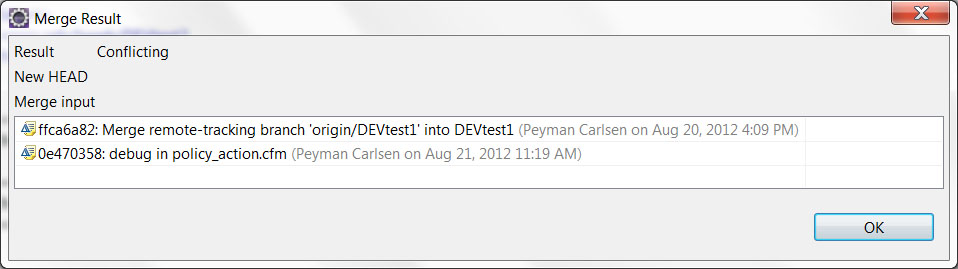 Merge Result
Result Conflicting
New HEAD
Merge input
ffca6a82: Merge remote-tracking branch 'origin/DEVtest1' into DEVtest1 (Peyman Carlsen on Aug 20, 2012 4:09 PM)
0e470358: debug in policy_action.cfm (Peyman Carlsen on Aug 21, 2012 11:19 AM)
OK